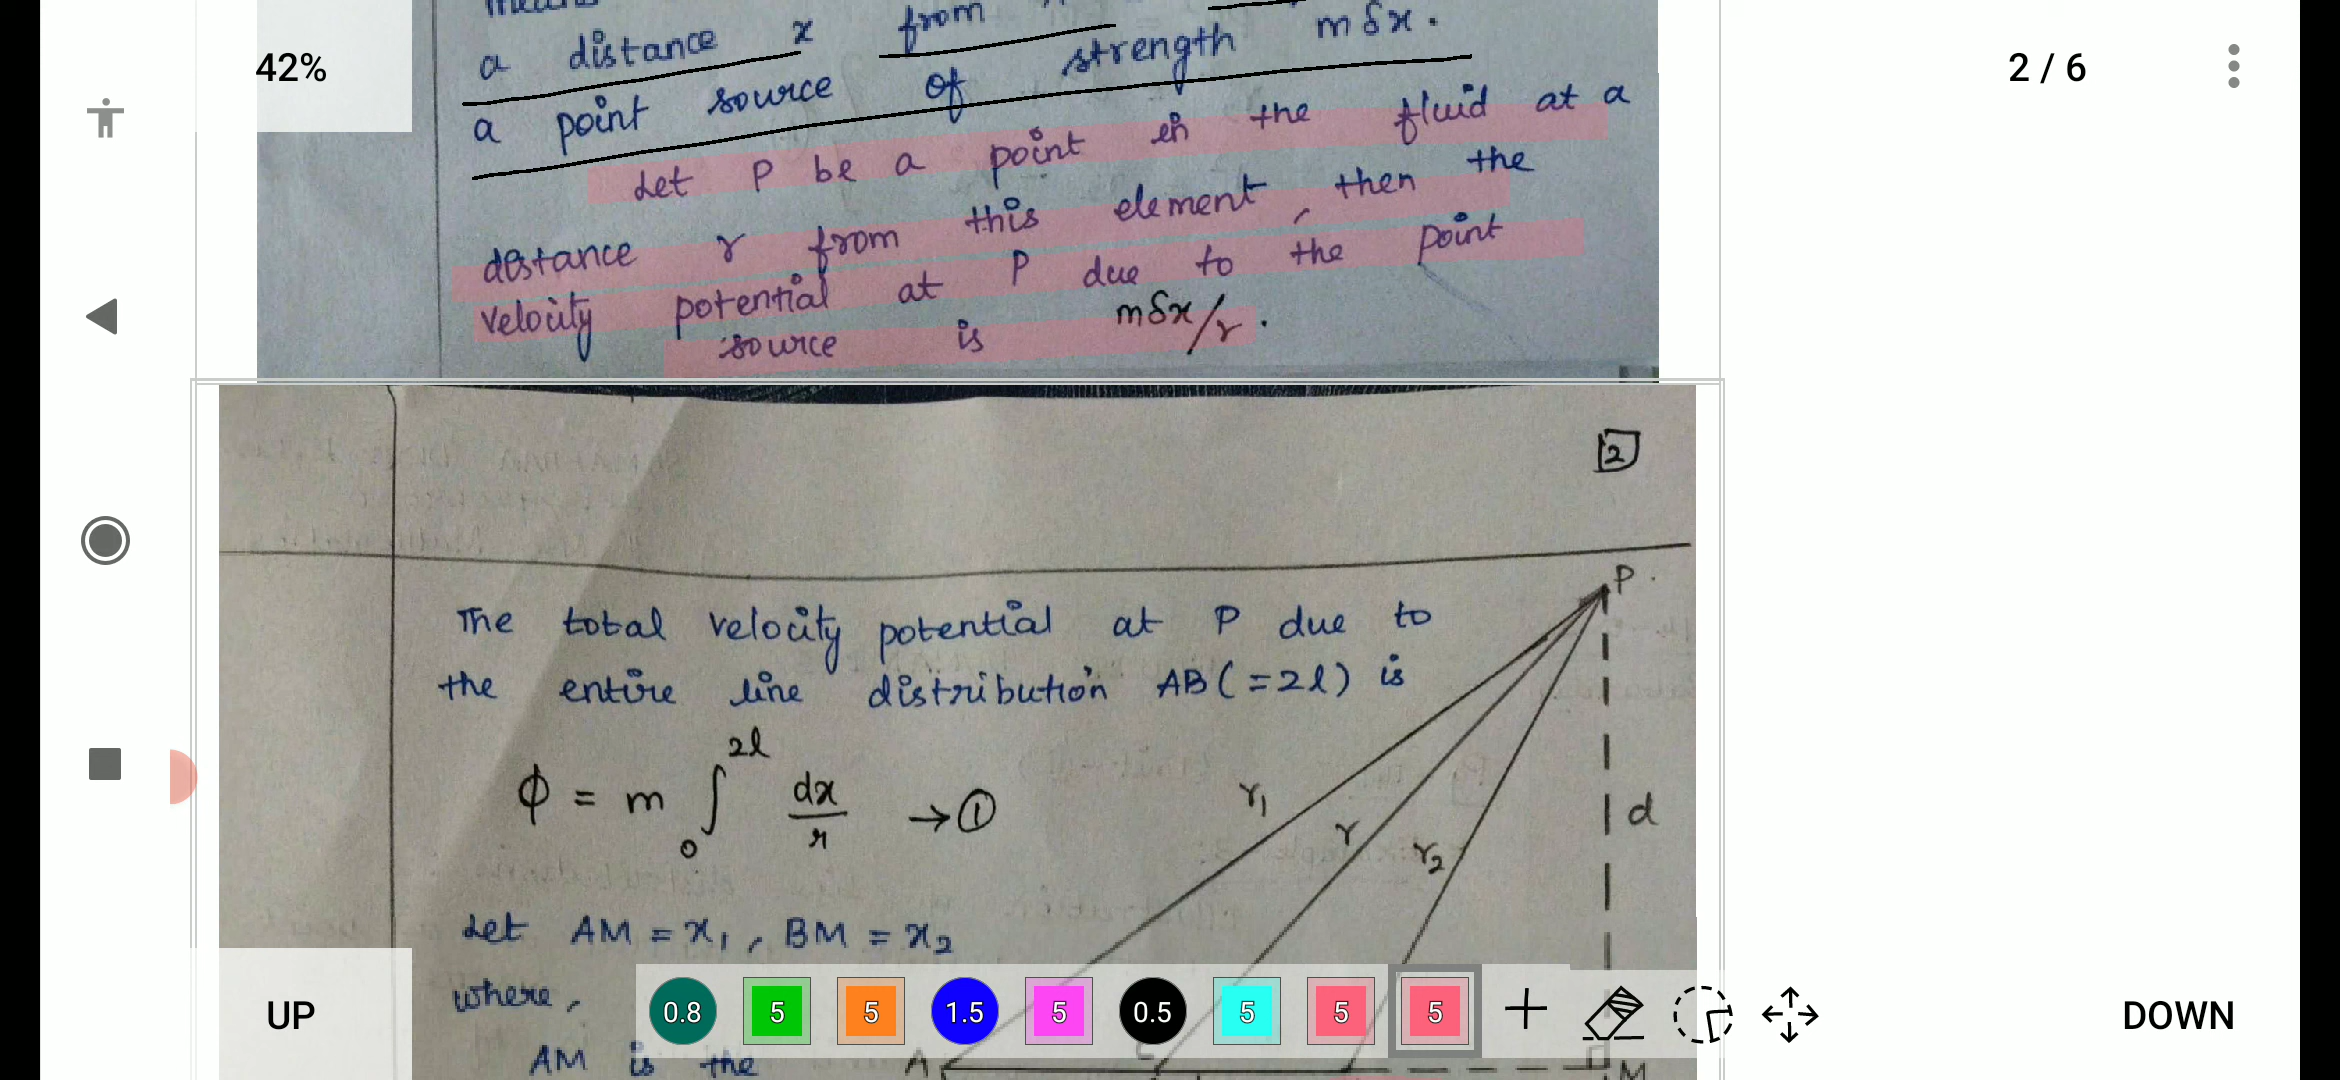 42%
2 / 6
a distance x from
a point source of strength mδx.
Let P be a point in the fluid at a
distance r from this element, then the
velocity potential at P due to the point
source is mδx/r.
2
P.
The total velocity potential at P due to
the entire line distribution AB(=2l) is
2l
ϕ = m ∫ dx/r → ①
0
r₁
r
r₂
d
Let AM = x₁, BM = x₂
where,
UP
0.8 5 5 1.5 5 0.5 5 5 5
DOWN
AM is the
A
M